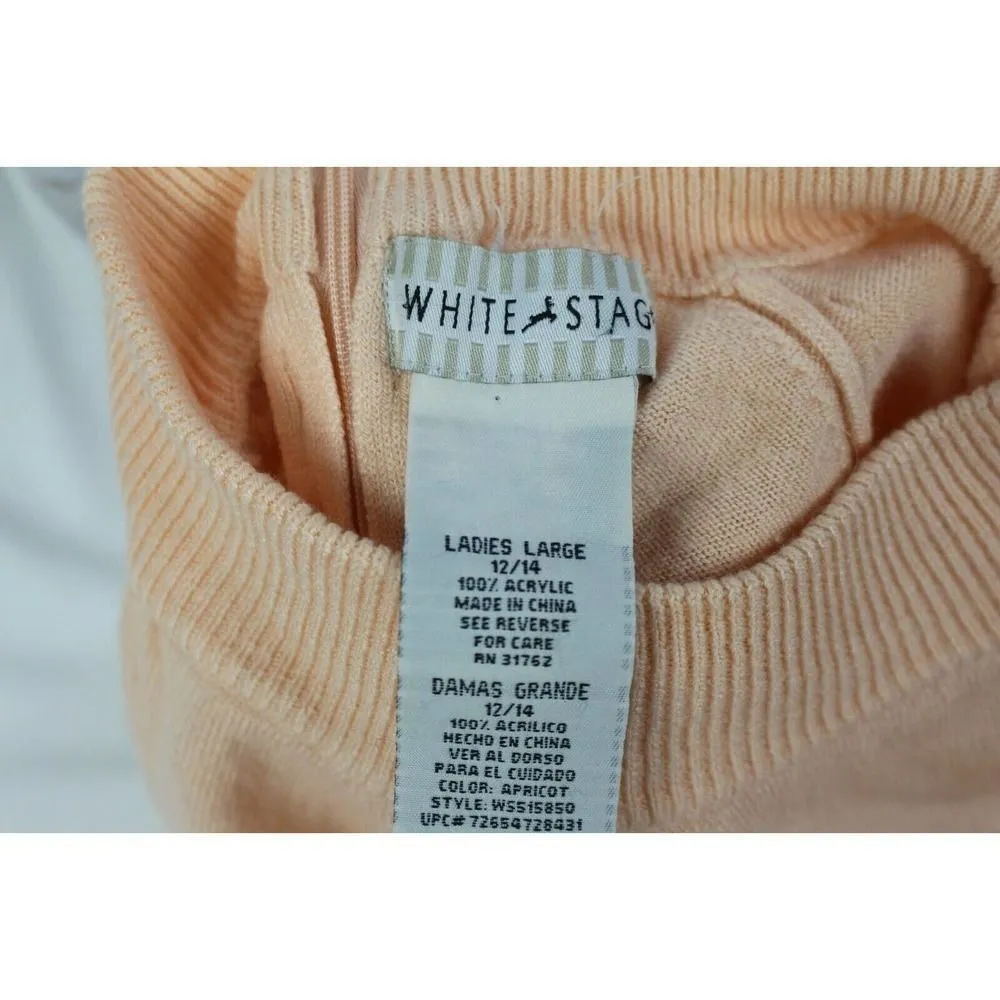 WHITE STAG
LADIES LARGE
12/14
100% ACRYLIC
MADE IN CHINA
SEE REVERSE
FOR CARE
RN 31762
DAMAS GRANDE
12/14
100% ACRILICO
HECHO EN CHINA
VER AL DORSO
PARA EL CUIDADO
COLOR: APRICOT
STYLE: WS515850
UPC# 72654728431